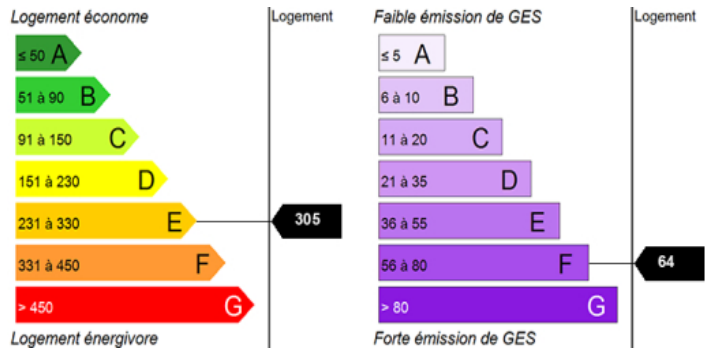 Logement économe
Logement
≤ 50 A
51 à 90 B
91 à 150 C
151 à 230 D
231 à 330 E
305
331 à 450 F
> 450 G
Logement énergivore
Faible émission de GES
Logement
≤ 5 A
6 à 10 B
11 à 20 C
21 à 35 D
36 à 55 E
56 à 80 F
64
> 80 G
Forte émission de GES